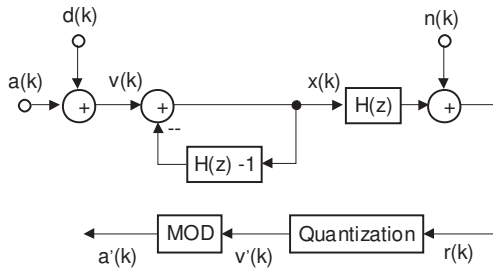 d(k)
n(k)
a(k)
v(k)
x(k)
+
+
H(z)
+
--
H(z) -1
MOD
Quantization
a'(k)
v'(k)
r(k)